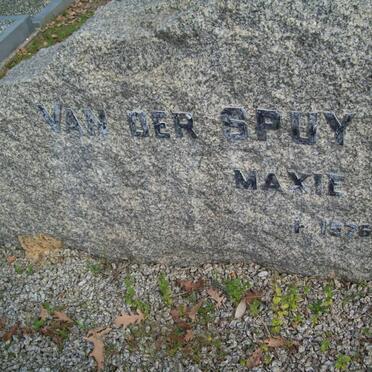 VAN DER SPUY
MAXIE
1976